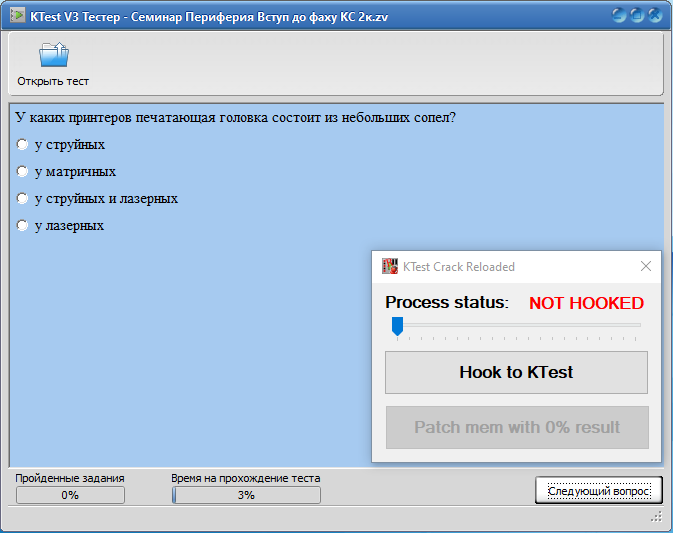 KTest V3 Тестер - Семинар Периферия Вступ до фаху КС 2к.zv
Открыть тест
У каких принтеров печатающая головка состоит из небольших сопел?
у струйных
у матричных
у струйных и лазерных
у лазерных
KTest Crack Reloaded
Process status: NOT HOOKED
Hook to KTest
Patch mem with 0% result
Пройденные задания
0%
Время на прохождение теста
3%
Следующий вопрос